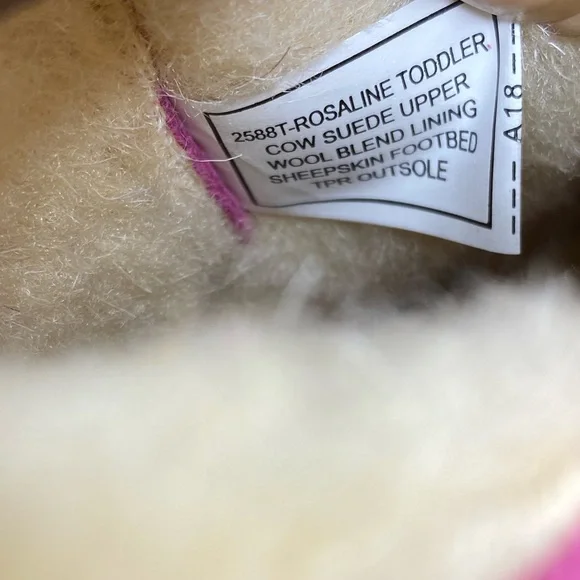 2588T-ROSALINE TODDLER
COW SUEDE UPPER
WOOL BLEND LINING
SHEEPSKIN FOOTBED
TPR OUTSOLE
A18